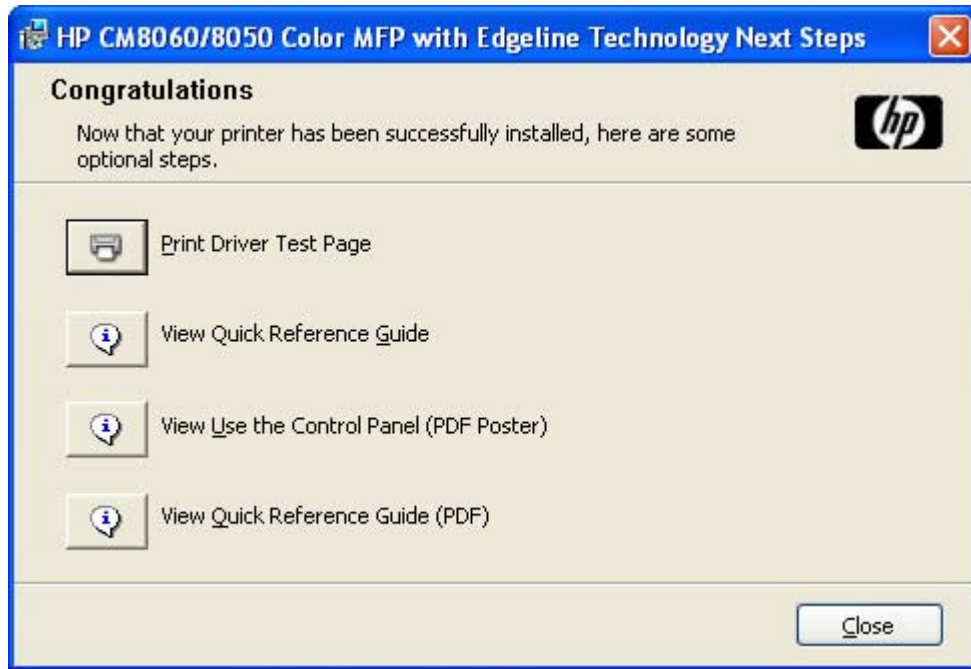 HP CM8060/8050 Color MFP with Edgeline Technology Next Steps
Congratulations
Now that your printer has been successfully installed, here are some
optional steps.
hp
Print Driver Test Page
View Quick Reference Guide
View Use the Control Panel (PDF Poster)
View Quick Reference Guide (PDF)
Close